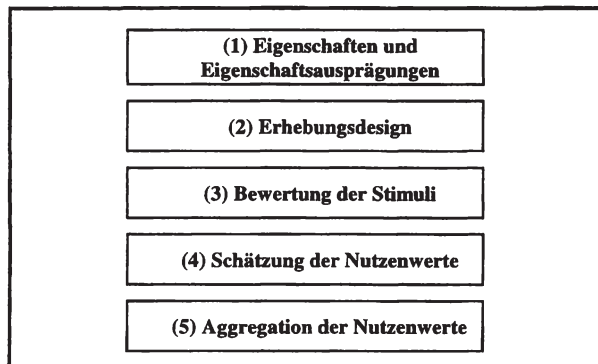 (1) Eigenschaften und
Eigenschaftsausprägungen
(2) Erhebungsdesign
(3) Bewertung der Stimuli
(4) Schätzung der Nutzenwerte
(5) Aggregation der Nutzenwerte